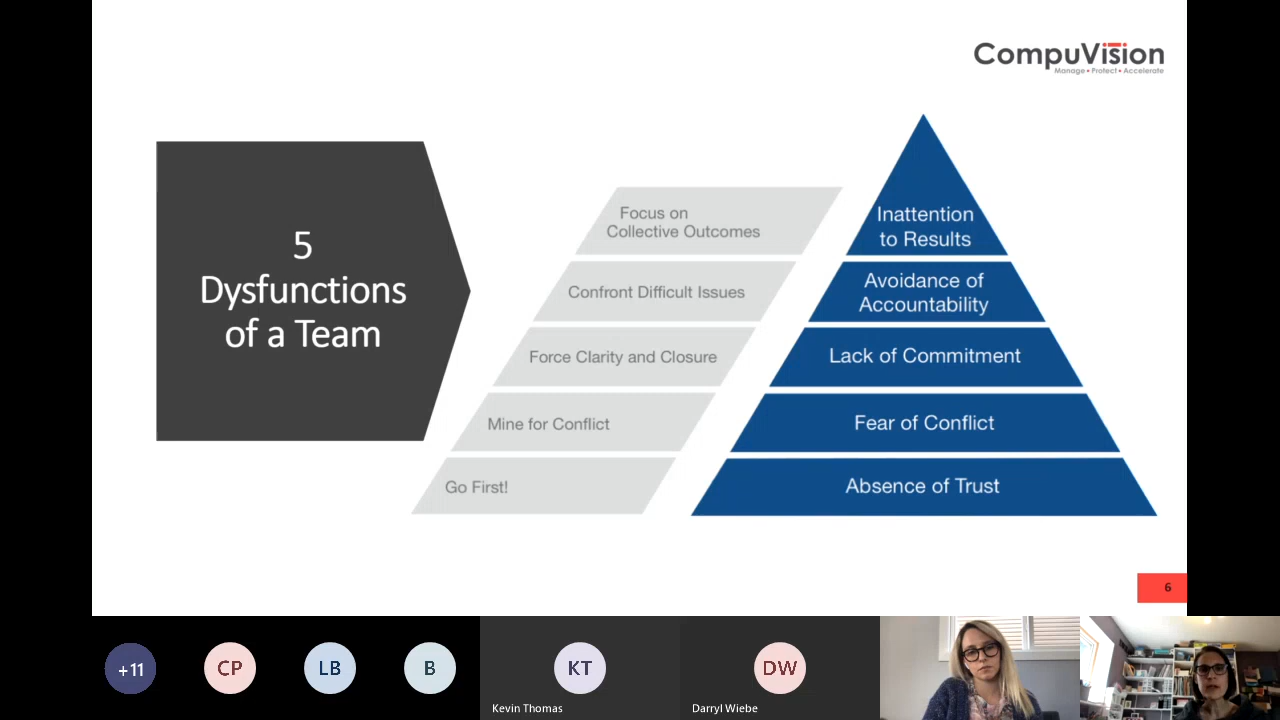 CompuVision
Manage • Protect • Accelerate
5
Dysfunctions
of a Team
Focus on
Collective Outcomes
Inattention
to Results
Confront Difficult Issues
Avoidance of
Accountability
Force Clarity and Closure
Lack of Commitment
Mine for Conflict
Fear of Conflict
Go First!
Absence of Trust
6
+11
CP
LB
B
KT
DW
Kevin Thomas
Darryl Wiebe